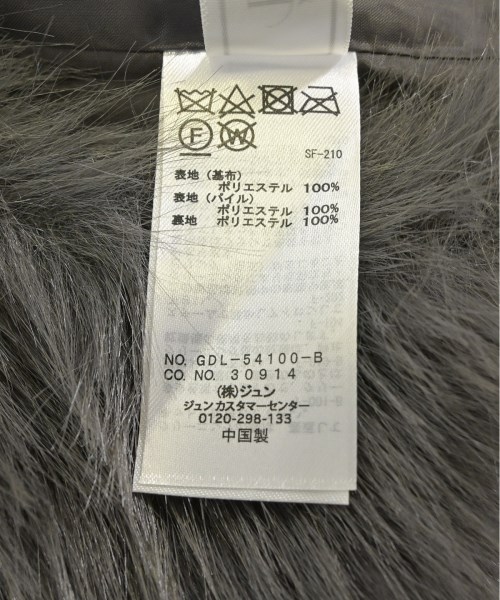 F W
SF-210
表地(基布)
ポリエステル 100%
表地(パイル)
ポリエステル 100%
裏地 ポリエステル 100%
NO. GDL-54100-B
CO. NO. 30914
(株)ジュン
ジュンカスタマーセンター
0120-298-133
中国製